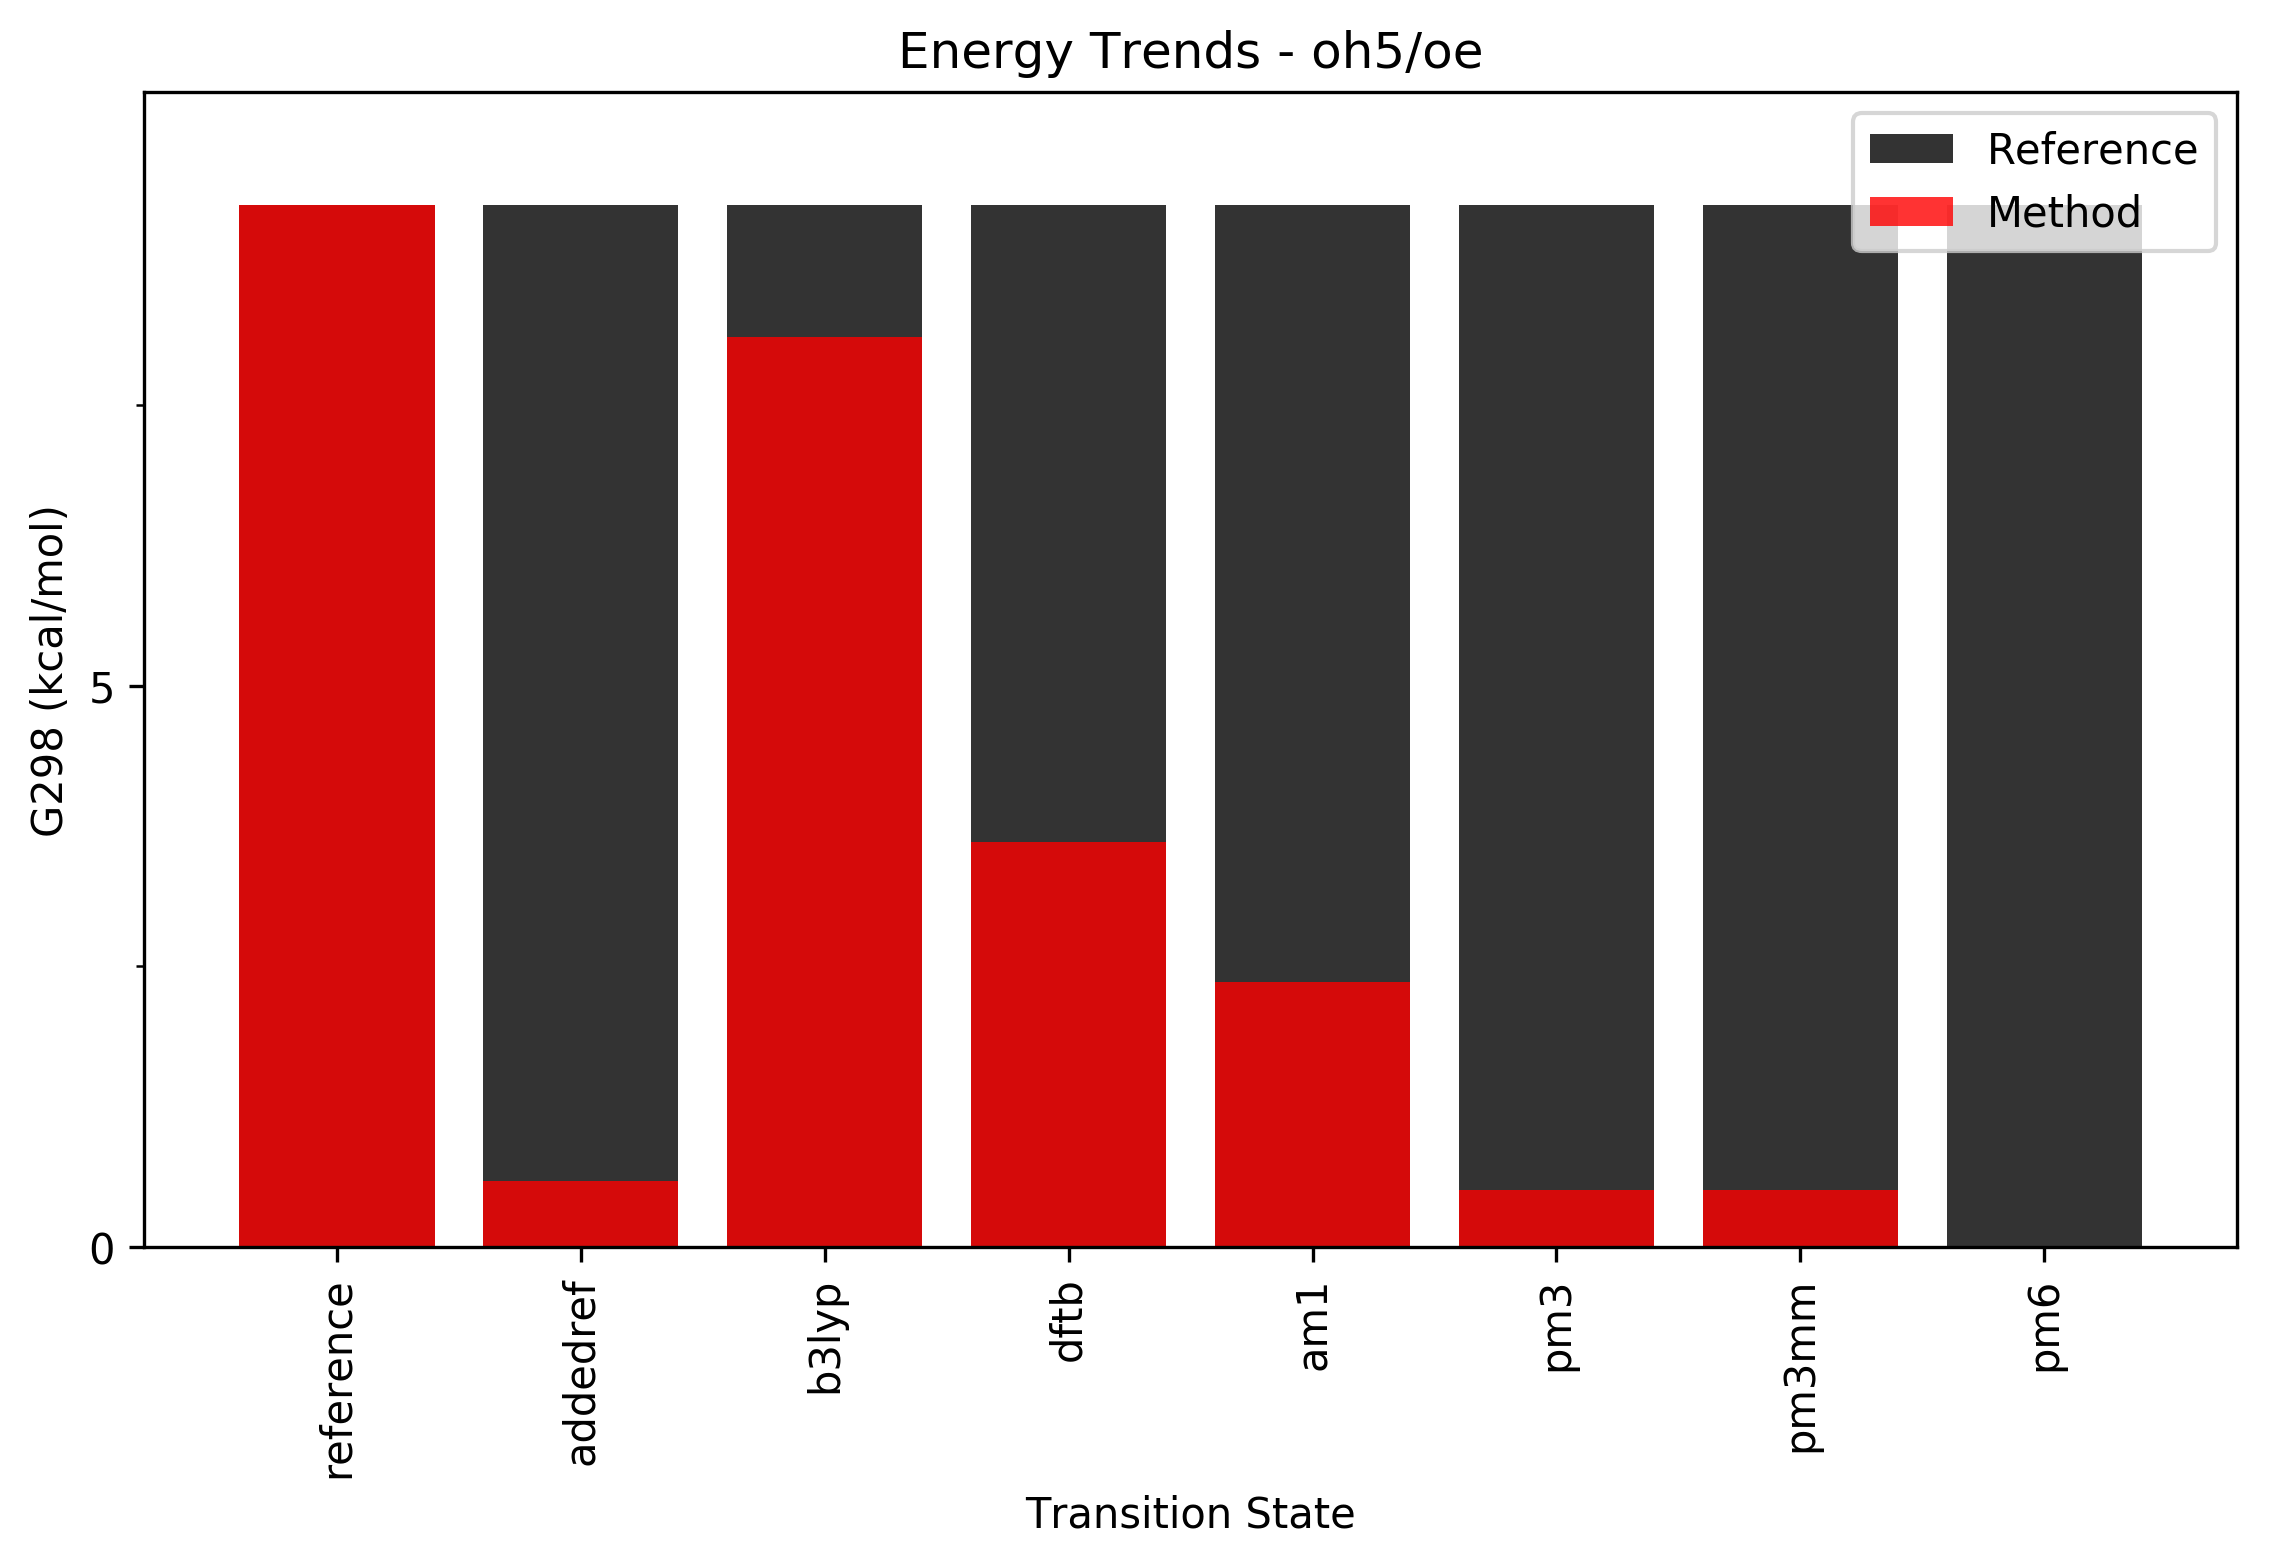 Energy Trends - oh5/oe
Reference
Method
G298 (kcal/mol)
5
0
reference
addedref
b3lyp
dftb
am1
pm3
pm3mm
pm6
Transition State